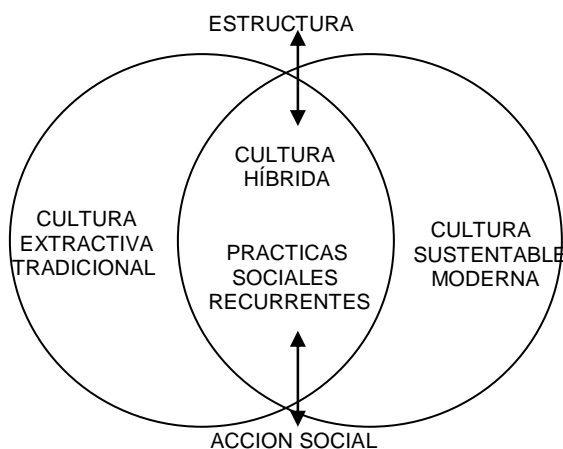 ESTRUCTURA
CULTURA
HÍBRIDA
CULTURA
EXTRACTIVA
TRADICIONAL
PRACTICAS
SOCIALES
RECURRENTES
CULTURA
SUSTENTABLE
MODERNA
ACCION SOCIAL